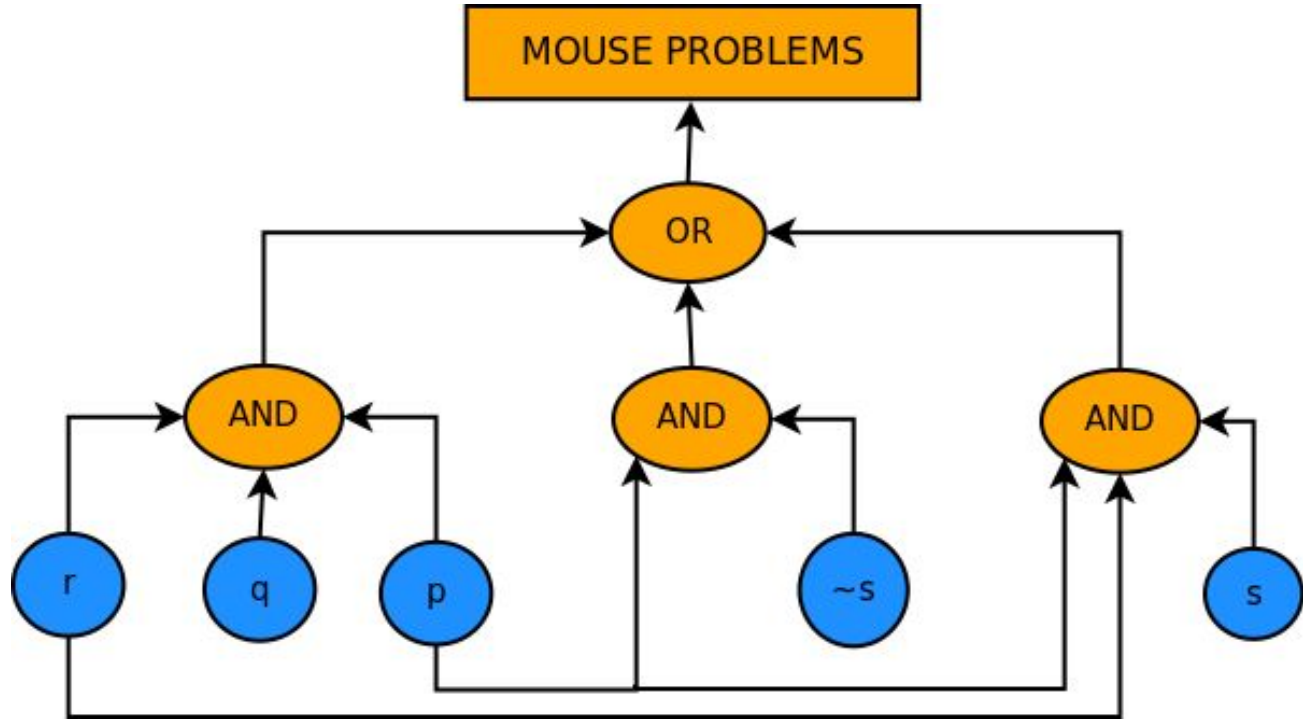 MOUSE PROBLEMS
OR
AND
AND
AND
r
q
p
~s
s